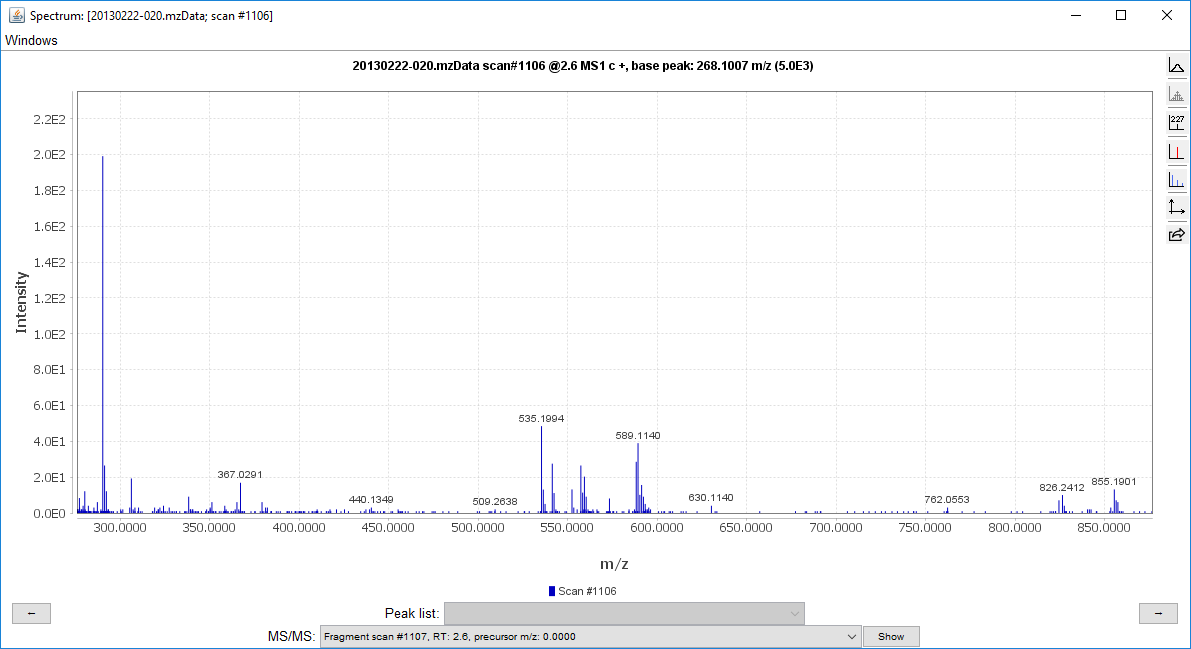 Spectrum: [20130222-020.mzData; scan #1106]
Windows
20130222-020.mzData scan#1106 @2.6 MS1 c +, base peak: 268.1007 m/z (5.0E3)
227
2.2E2
2.0E2
1.8E2
1.6E2
1.4E2
1.2E2
1.0E2
8.0E1
6.0E1
4.0E1
2.0E1
0.0E0
Intensity
535.1994
589.1140
367.0291
440.1349
509.2638
630.1140
762.0553
826.2412
855.1901
300.0000 350.0000 400.0000 450.0000 500.0000 550.0000 600.0000 650.0000 700.0000 750.0000 800.0000 850.0000
m/z
Scan #1106
← Peak list: →
MS/MS: Fragment scan #1107, RT: 2.6, precursor m/z: 0.0000 Show